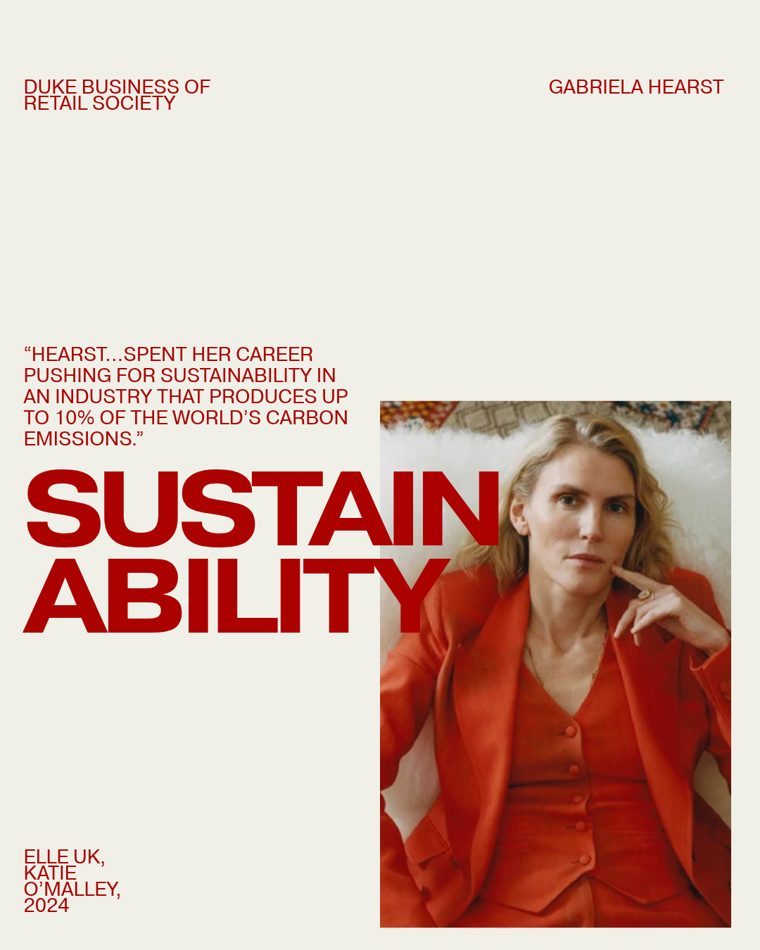 DUKE BUSINESS OF
RETAIL SOCIETY
GABRIELA HEARST
“HEARST...SPENT HER CAREER
PUSHING FOR SUSTAINABILITY IN
AN INDUSTRY THAT PRODUCES UP
TO 10% OF THE WORLD’S CARBON
EMISSIONS.”
SUSTAIN
ABILITY
ELLE UK,
KATIE
O’MALLEY,
2024